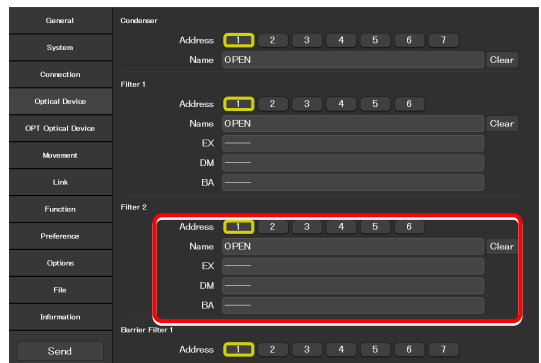 General
System
Connection
Optical Device
OPT Optical Device
Movement
Link
Function
Preference
Options
File
Information
Send
Condenser
Address 1 2 3 4 5 6 7
Name OPEN Clear
Filter 1
Address 1 2 3 4 5 6
Name OPEN Clear
EX ——
DM ——
BA ——
Filter 2
Address 1 2 3 4 5 6
Name OPEN Clear
EX ——
DM ——
BA ——
Barrier Filter 1
Address 1 2 3 4 5 6 7